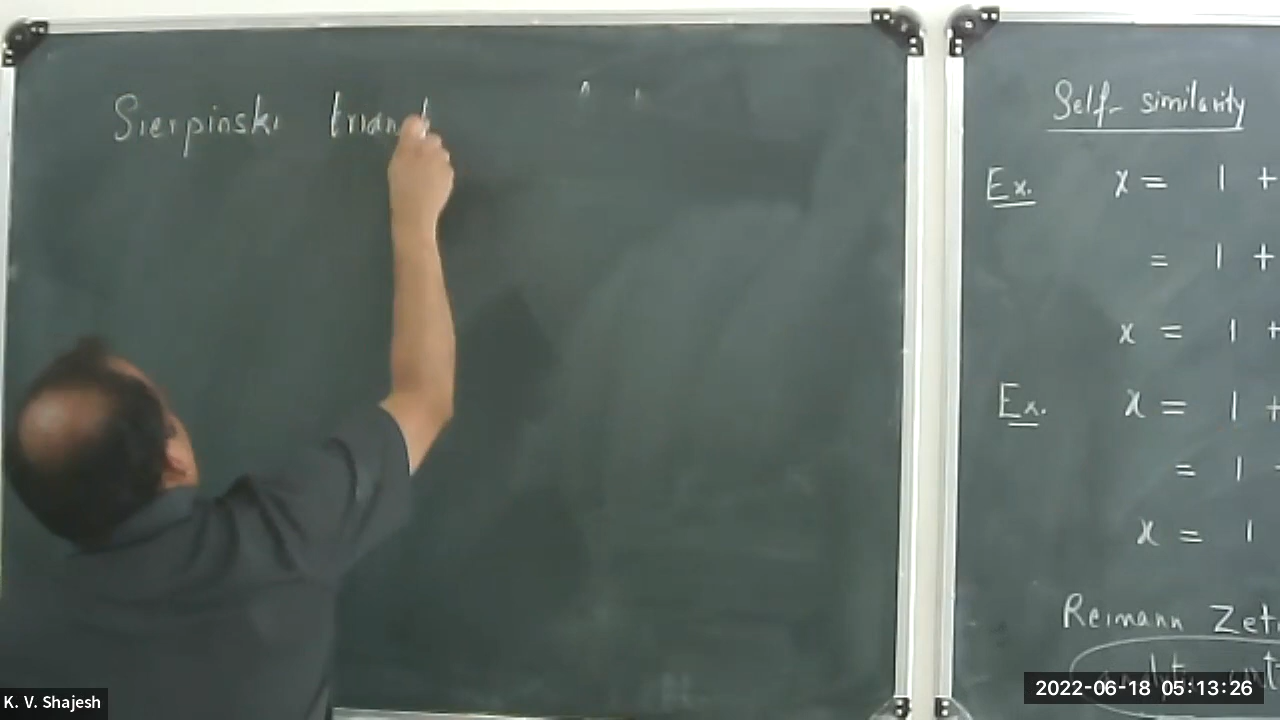 Sierpinski
Self-similarity
Ex. x = 1 +
= 1 +
x = 1 +
Ex. x = 1 +
= 1
x = 1
Reimann Zet
K. V. Shajesh
2022-06-18 05:13:26